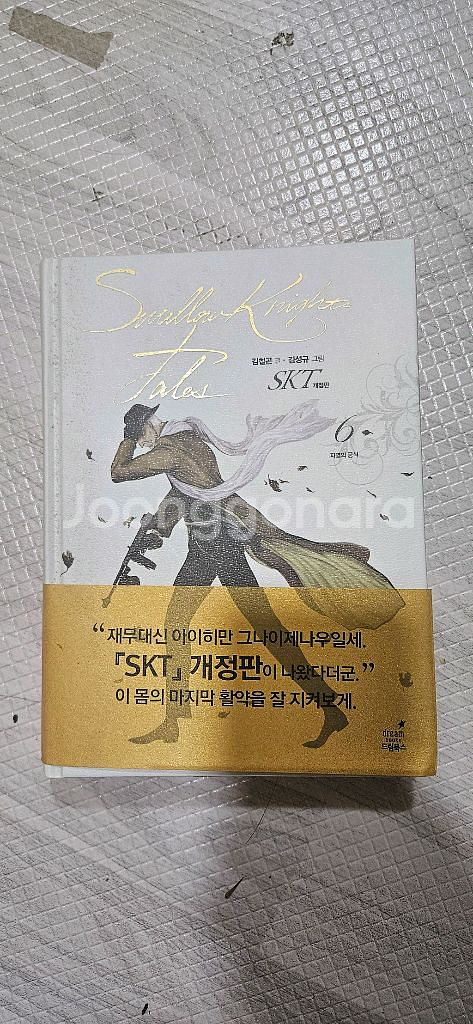 Swallow Knights
Tales
김철곤 글 • 김성규 그림
SKT 개정판
6
Joonggonara
“재무대신 아이히만 그나이제나우일세.
『SKT』 개정판이 나왔다더군.”
이 몸의 마지막 활약을 잘 지켜보게.
dream
books
드림북스